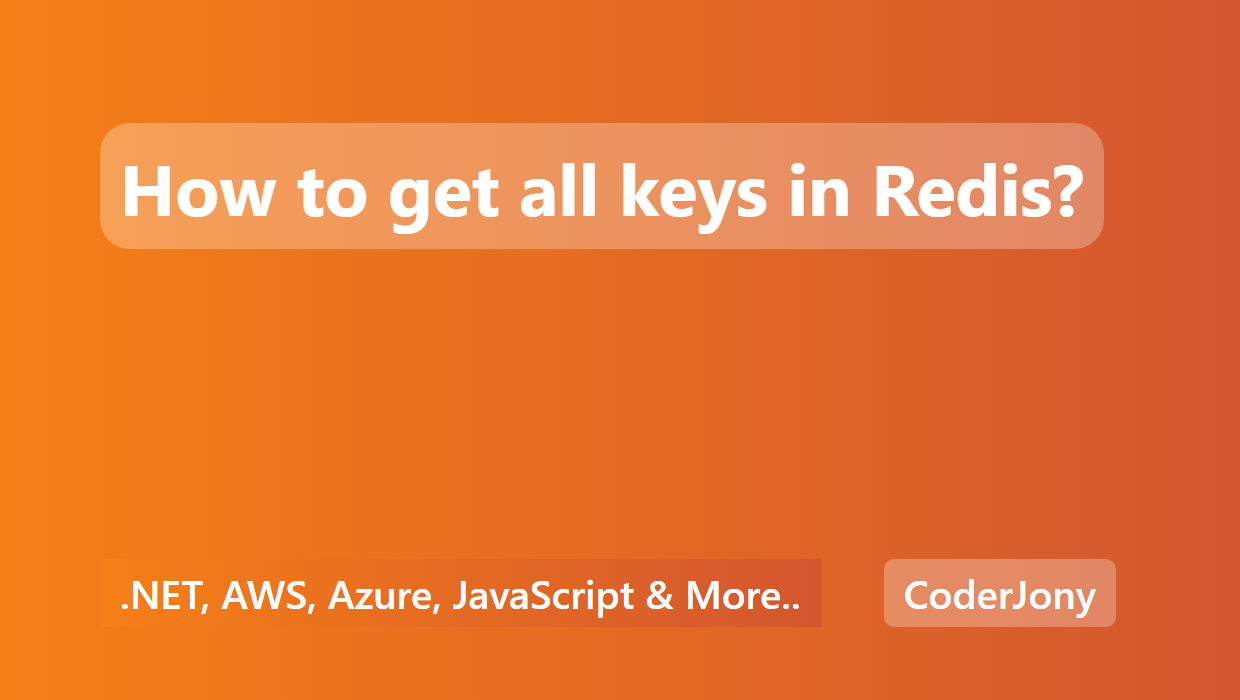 How to get all keys in Redis?
.NET, AWS, Azure, JavaScript & More..
CoderJony